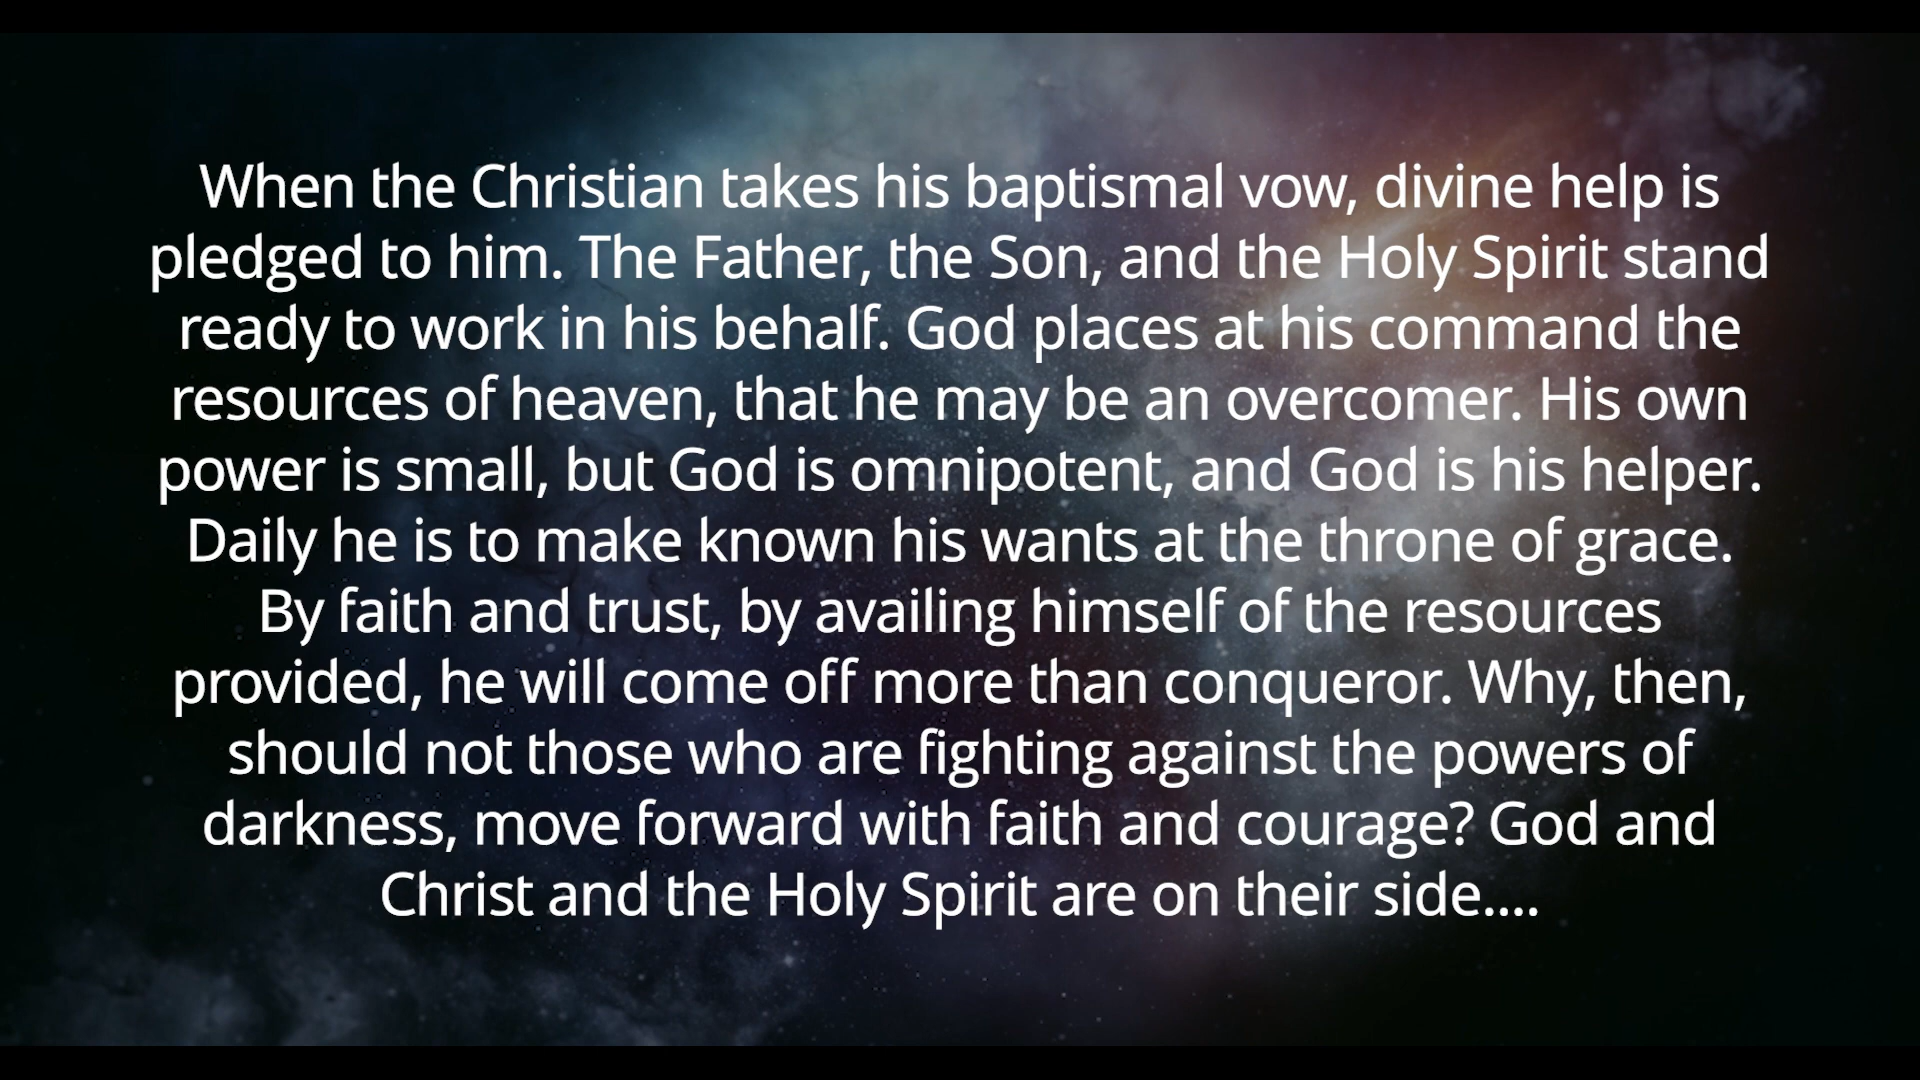 When the Christian takes his baptismal vow, divine help is
pledged to him. The Father, the Son, and the Holy Spirit stand
ready to work in his behalf. God places at his command the
resources of heaven, that he may be an overcomer. His own
power is small, but God is omnipotent, and God is his helper.
Daily he is to make known his wants at the throne of grace.
By faith and trust, by availing himself of the resources
provided, he will come off more than conqueror. Why, then,
should not those who are fighting against the powers of
darkness, move forward with faith and courage? God and
Christ and the Holy Spirit are on their side....